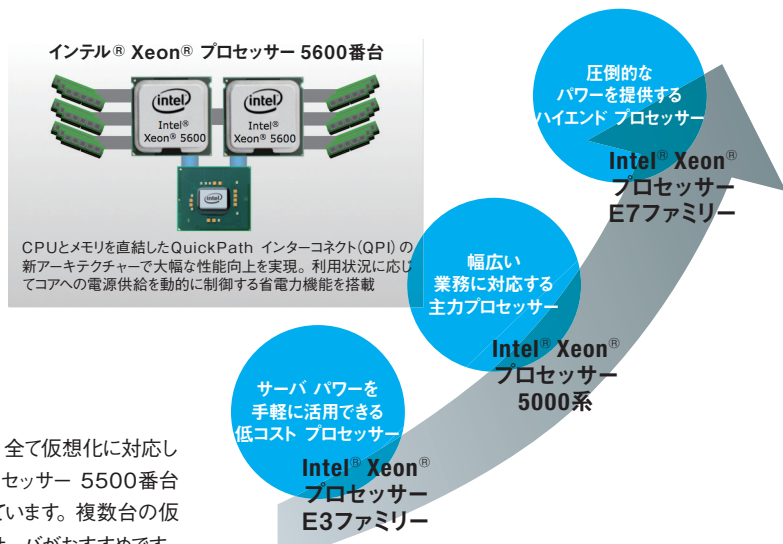 インテル® Xeon® プロセッサー 5600番台
intel
Intel®
Xeon® 5600
intel
Intel®
Xeon® 5600
intel
CPUとメモリを直結したQuickPath インターコネクト(QPI)の
新アーキテクチャーで大幅な性能向上を実現。利用状況に応じ
てコアへの電源供給を動的に制御する省電力機能を搭載
圧倒的な
パワーを提供する
ハイエンド プロセッサー
Intel® Xeon®
プロセッサー
E7ファミリー
幅広い
業務に対応する
主力プロセッサー
Intel® Xeon®
プロセッサー
5000系
サーバ パワーを
手軽に活用できる
低コスト プロセッサー
Intel® Xeon®
プロセッサー
E3ファミリー
全て仮想化に対応し
セッサー 5500番台
ています。複数台の仮
ーバがおすすめです